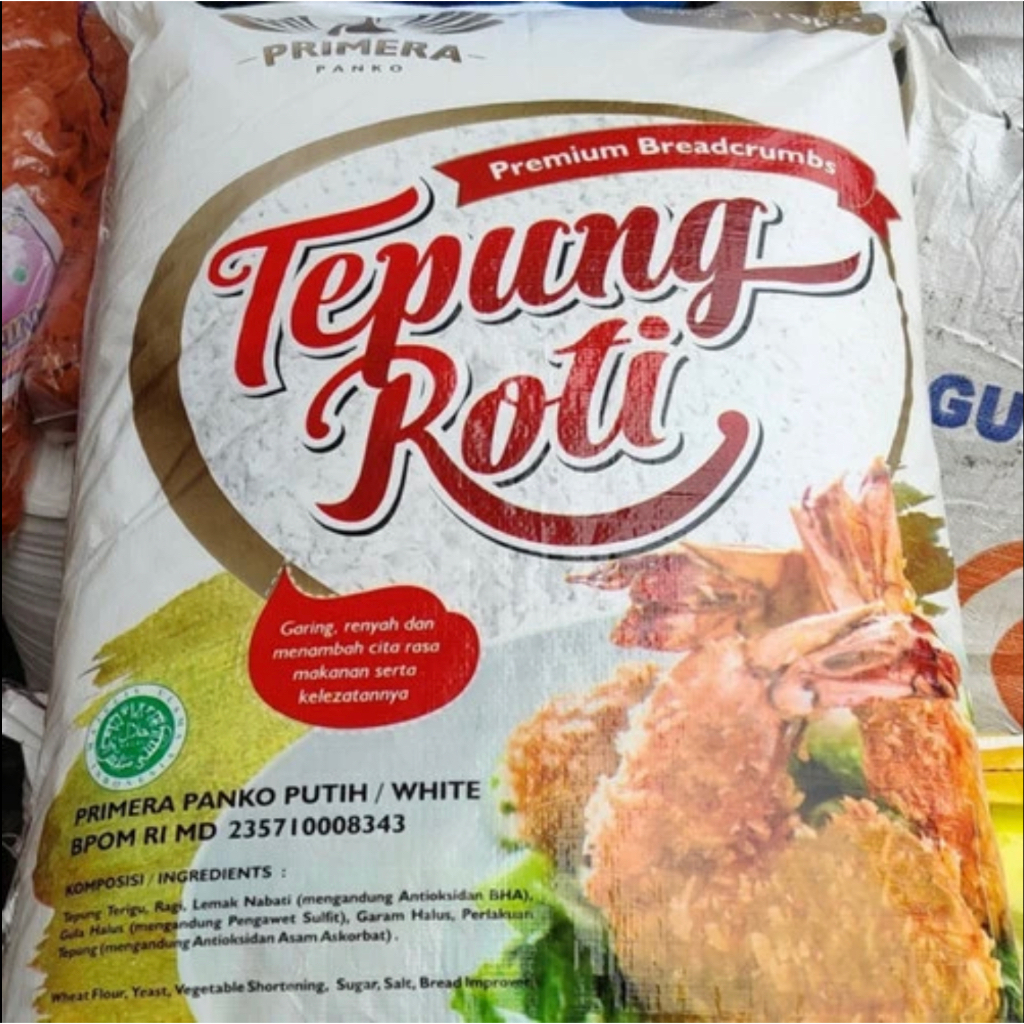 PRIMERA
PANKO
Premium Breadcrumbs
Tepung
Roti
Garing, renyah dan
menambah cita rasa
makanan serta
kelezatannya
PRIMERA PANKO PUTIH / WHITE
BPOM RI MD 235710008343
KOMPOSISI / INGREDIENTS :
Tepung Terigu, Ragi, Lemak Nabati (mengandung Antioksidan BHA),
Gula Halus (mengandung Pengawet Sulfit), Garam Halus, Perlakuan
Tepung (mengandung Antioksidan Asam Askorbat) .
Wheat Flour, Yeast, Vegetable Shortening, Sugar, Salt, Bread Improver
GU